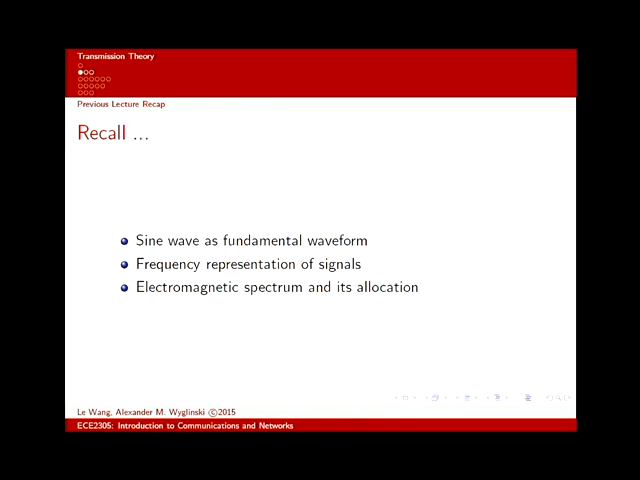 Transmission Theory
Previous Lecture Recap
Recall ...
Sine wave as fundamental waveform
Frequency representation of signals
Electromagnetic spectrum and its allocation
Le Wang, Alexander M. Wyglinski ©2015
ECE2305: Introduction to Communications and Networks